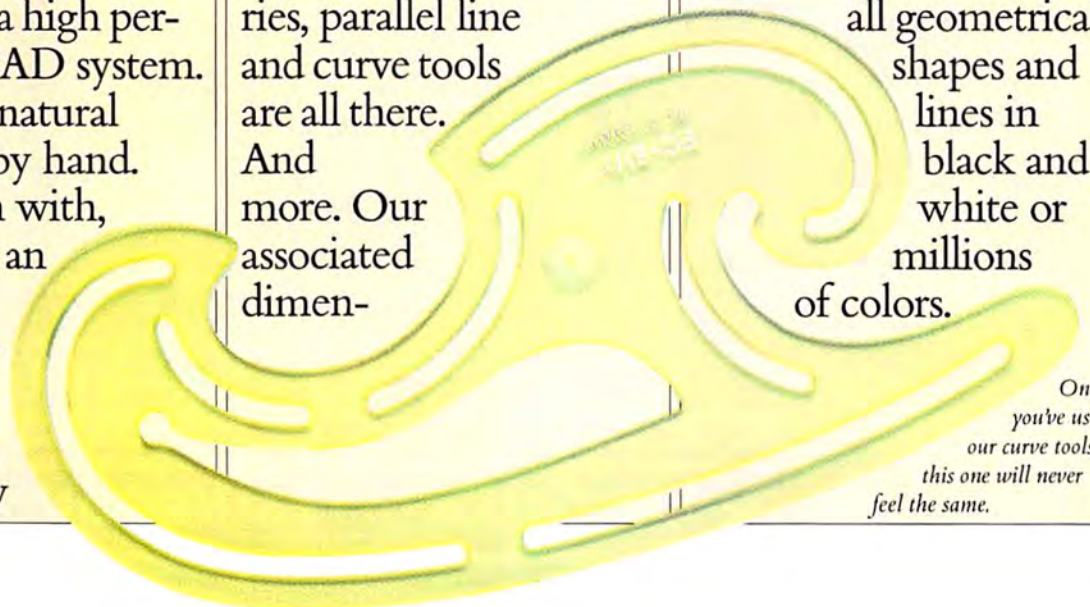 a high per-
AD system.
natural
by hand.
with,
an
ries, parallel line
and curve tools
are all there.
And
more. Our
associated
dimen-
all geometrica
shapes and
lines in
black and
white or
millions
of colors.
On
you've us
our curve tools
this one will never
feel the same.